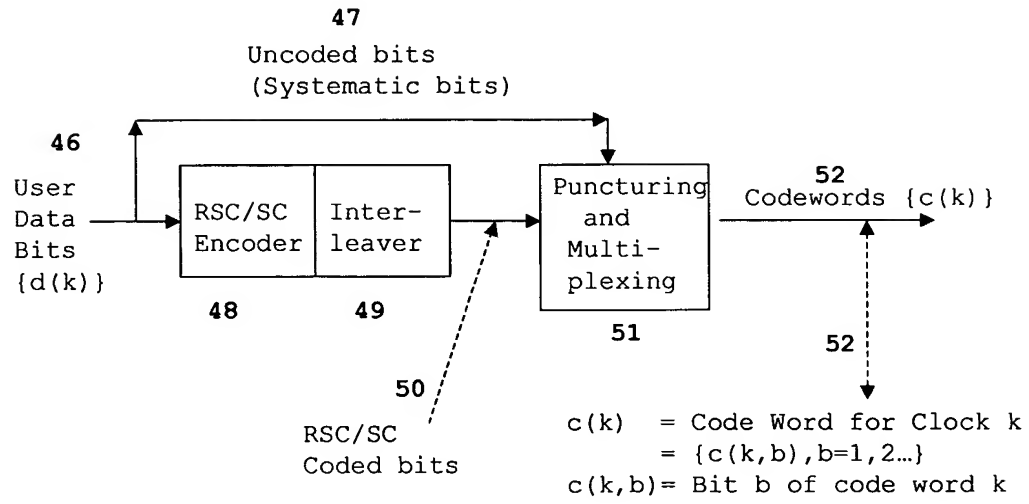 47
Uncoded bits
(Systematic bits)
46
User
Data
Bits
{d(k)}
RSC/SC
Encoder
48
Inter-
leaver
49
Puncturing
and
Multi-
plexing
51
52
Codewords {c(k)}
52
50
RSC/SC
Coded bits
c(k) = Code Word for Clock k
= {c(k,b),b=1,2…}
c(k,b)= Bit b of code word k